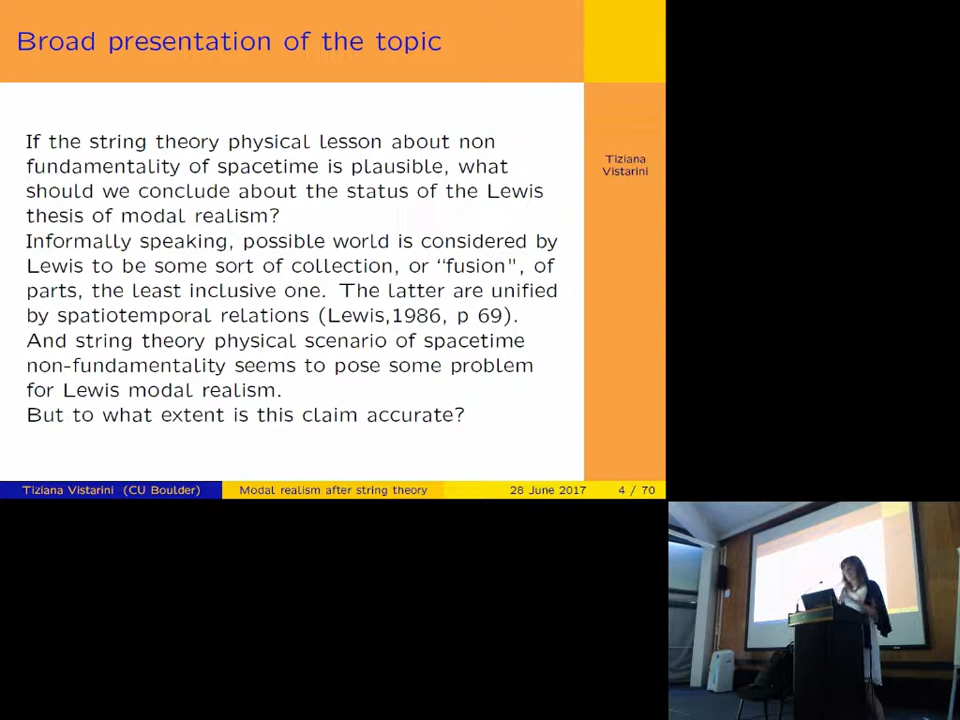 Broad presentation of the topic
If the string theory physical lesson about non
fundamentality of spacetime is plausible, what
should we conclude about the status of the Lewis
thesis of modal realism?
Informally speaking, possible world is considered by
Lewis to be some sort of collection, or “fusion", of
parts, the least inclusive one. The latter are unified
by spatiotemporal relations (Lewis,1986, p 69).
And string theory physical scenario of spacetime
non-fundamentality seems to pose some problem
for Lewis modal realism.
But to what extent is this claim accurate?
Tiziana
Vistarini
Tiziana Vistarini (CU Boulder) Modal realism after string theory 28 June 2017 4 / 70